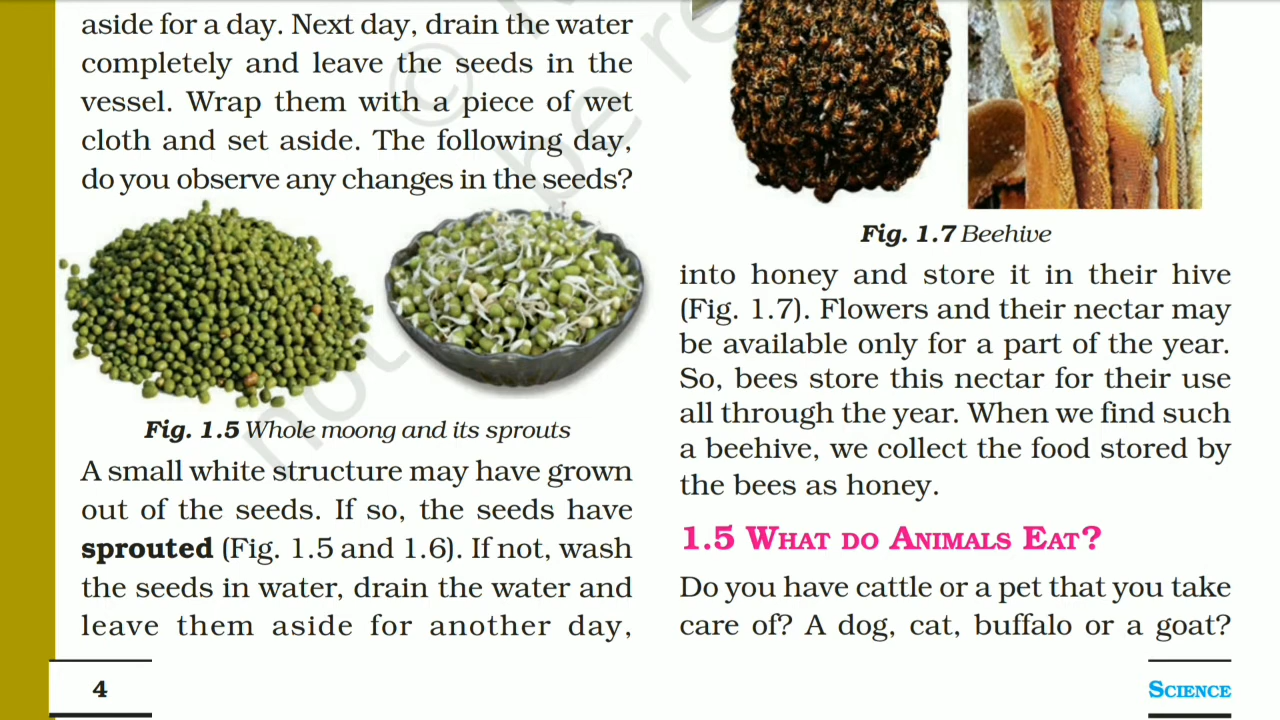 aside for a day. Next day, drain the water
completely and leave the seeds in the
vessel. Wrap them with a piece of wet
cloth and set aside. The following day,
do you observe any changes in the seeds?
Fig. 1.5 Whole moong and its sprouts
A small white structure may have grown
out of the seeds. If so, the seeds have
sprouted (Fig. 1.5 and 1.6). If not, wash
the seeds in water, drain the water and
leave them aside for another day,
Fig. 1.7 Beehive
into honey and store it in their hive
(Fig. 1.7). Flowers and their nectar may
be available only for a part of the year.
So, bees store this nectar for their use
all through the year. When we find such
a beehive, we collect the food stored by
the bees as honey.
1.5 WHAT DO ANIMALS EAT?
Do you have cattle or a pet that you take
care of? A dog, cat, buffalo or a goat?
4
SCIENCE
©
not be